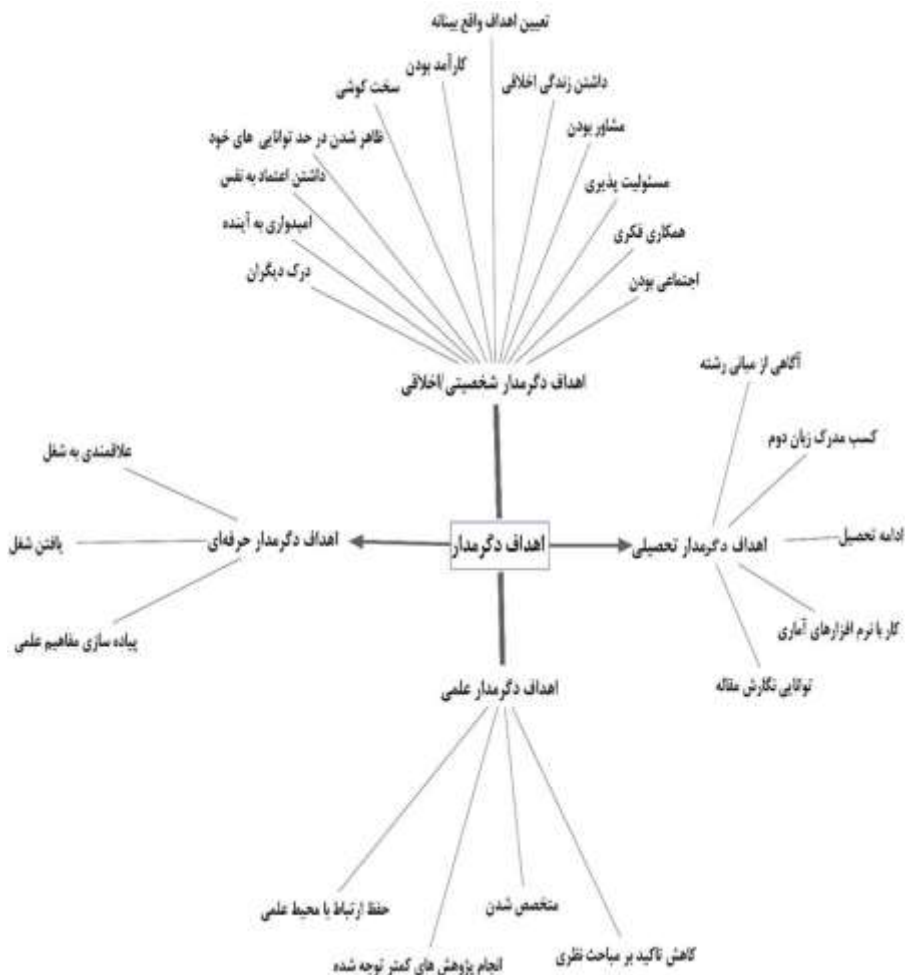 تعیین اهداف واقع بینانه
کارآمد بودن
داشتن زندگی اخلاقی
سخت کوشی
مشاور بودن
ظاهر شدن در حد توانایی های خود
داشتن اعتماد به نفس
مسئولیت پذیری
امیدواری به آینده
همکاری فکری
درک دیگران
اجتماعی بودن
اهداف دگرمدار شخصیتی/اخلاقی
آگاهی از مبانی رشته
کسب مدرک زبان دوم
علاقمندی به شغل
ادامه تحصیل
اهداف دگرمدار تحصیلی
اهداف دگرمدار
اهداف دگرمدار حرفه‌ای
یافتن شغل
کار با نرم افزارهای آماری
پیاده سازی مفاهیم علمی
توانایی نگارش مقاله
اهداف دگرمدار علمی
حفظ ارتباط با محیط علمی
متخصص شدن
کاهش تاکید بر مباحث نظری
انجام پژوهش های کمتر توجه شده